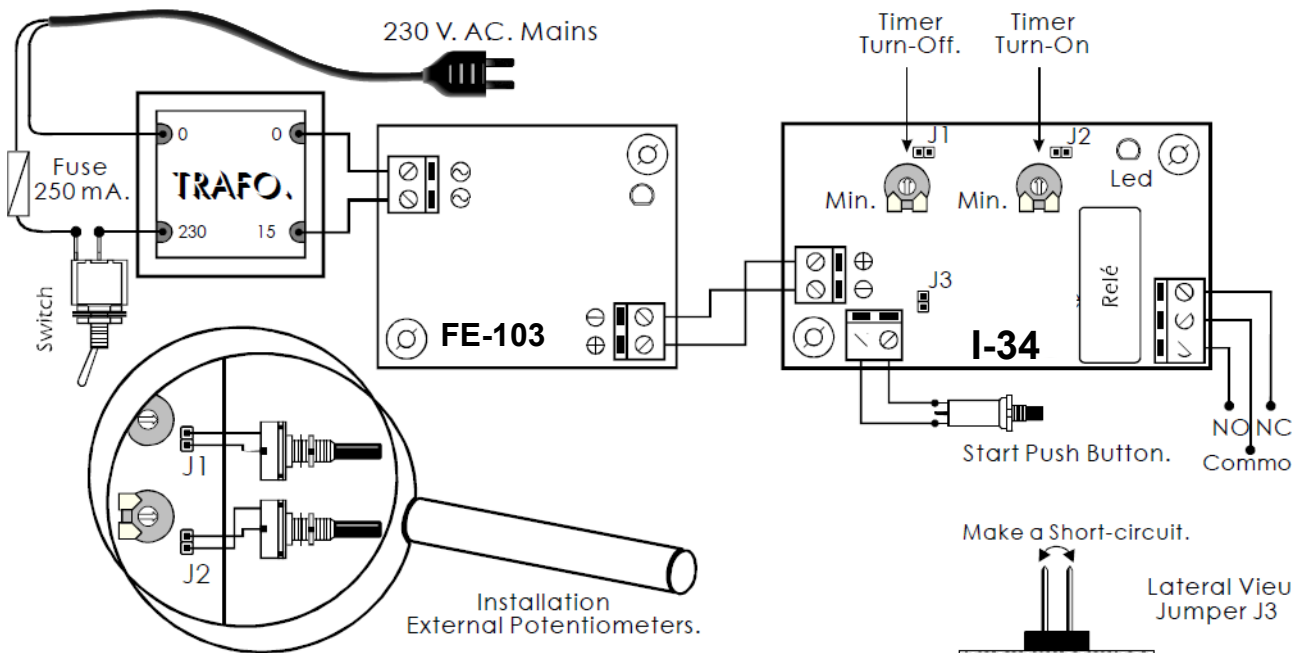 230 V. AC. Mains
Timer
Turn-Off.
Timer
Turn-On
J1
J2
0
0
Fuse
250 mA.
TRAFO.
230
15
Switch
Min.
Min.
Led
Relé
J3
FE-103
I-34
Start Push Button.
NO NC
Commo
J1
J2
Installation
External Potentiometers.
Make a Short-circuit.
Lateral Vieu
Jumper J3